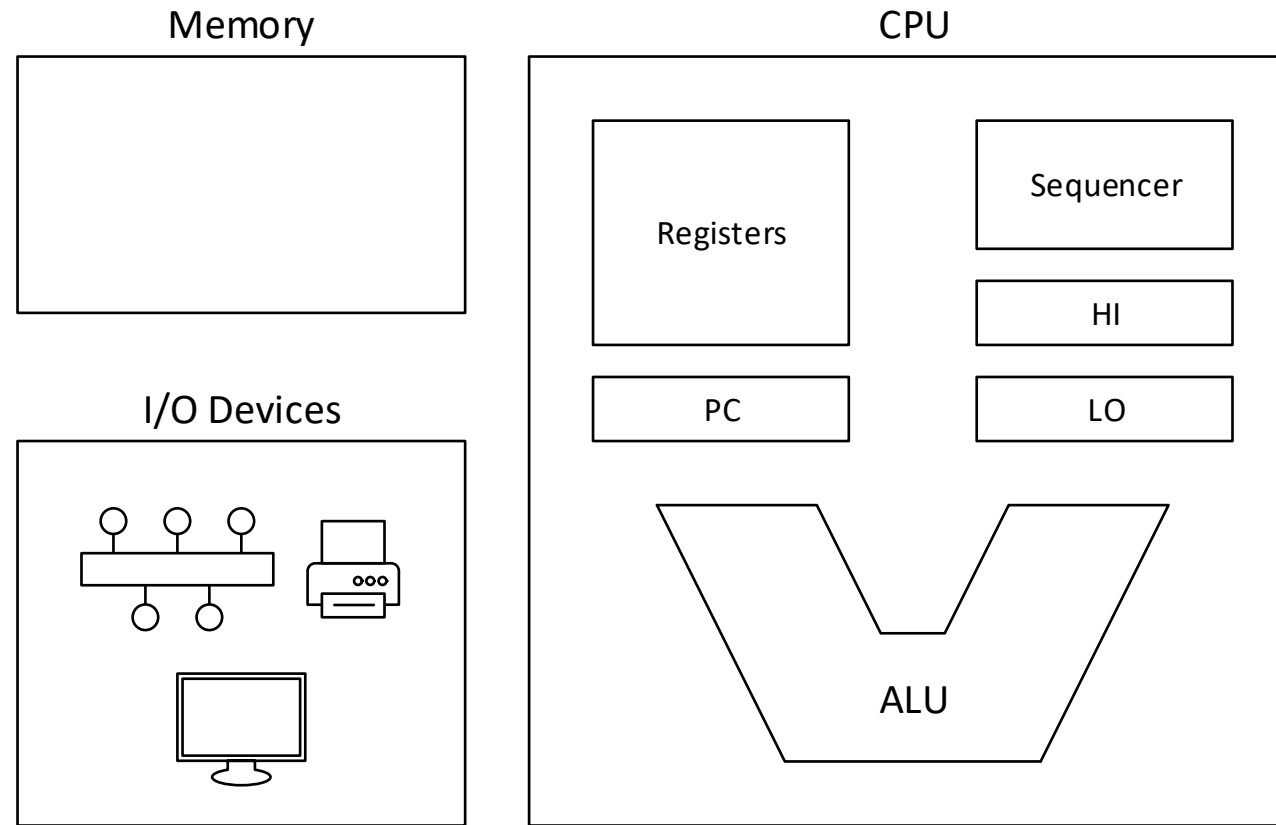 Memory
CPU
Registers
Sequencer
HI
PC
LO
I/O Devices
ALU